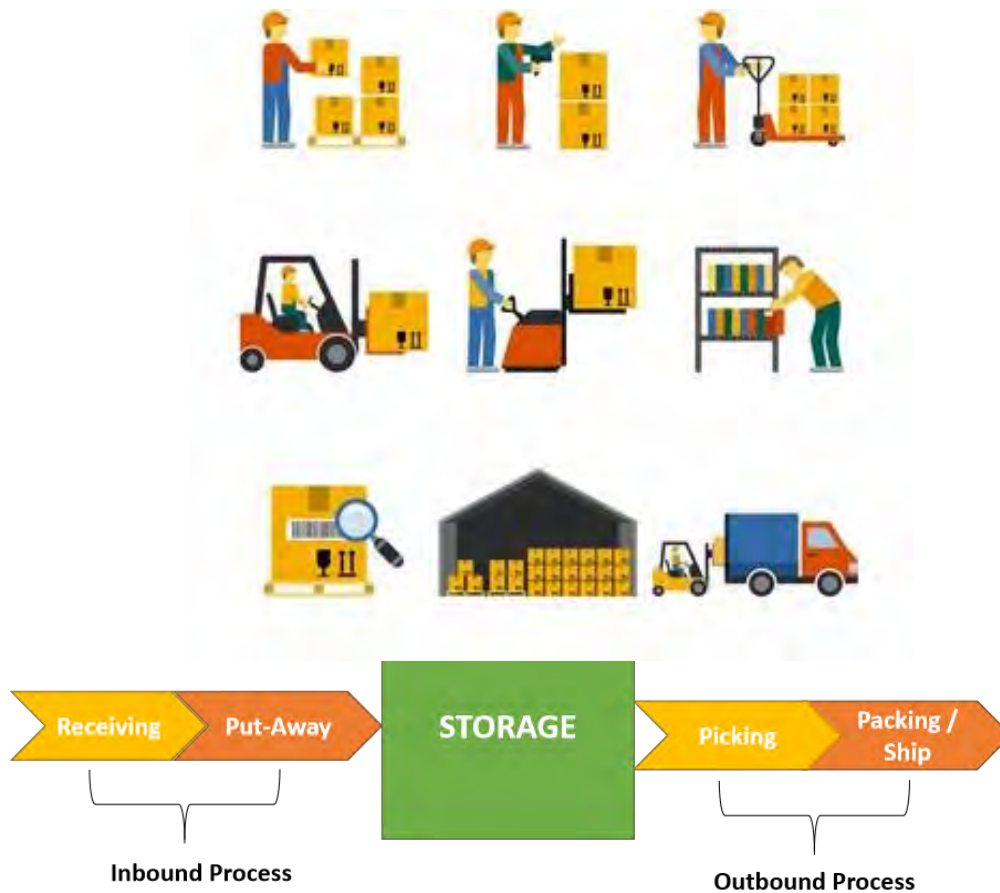 Receiving
Put-Away
STORAGE
Picking
Packing /
Ship
Inbound Process
Outbound Process